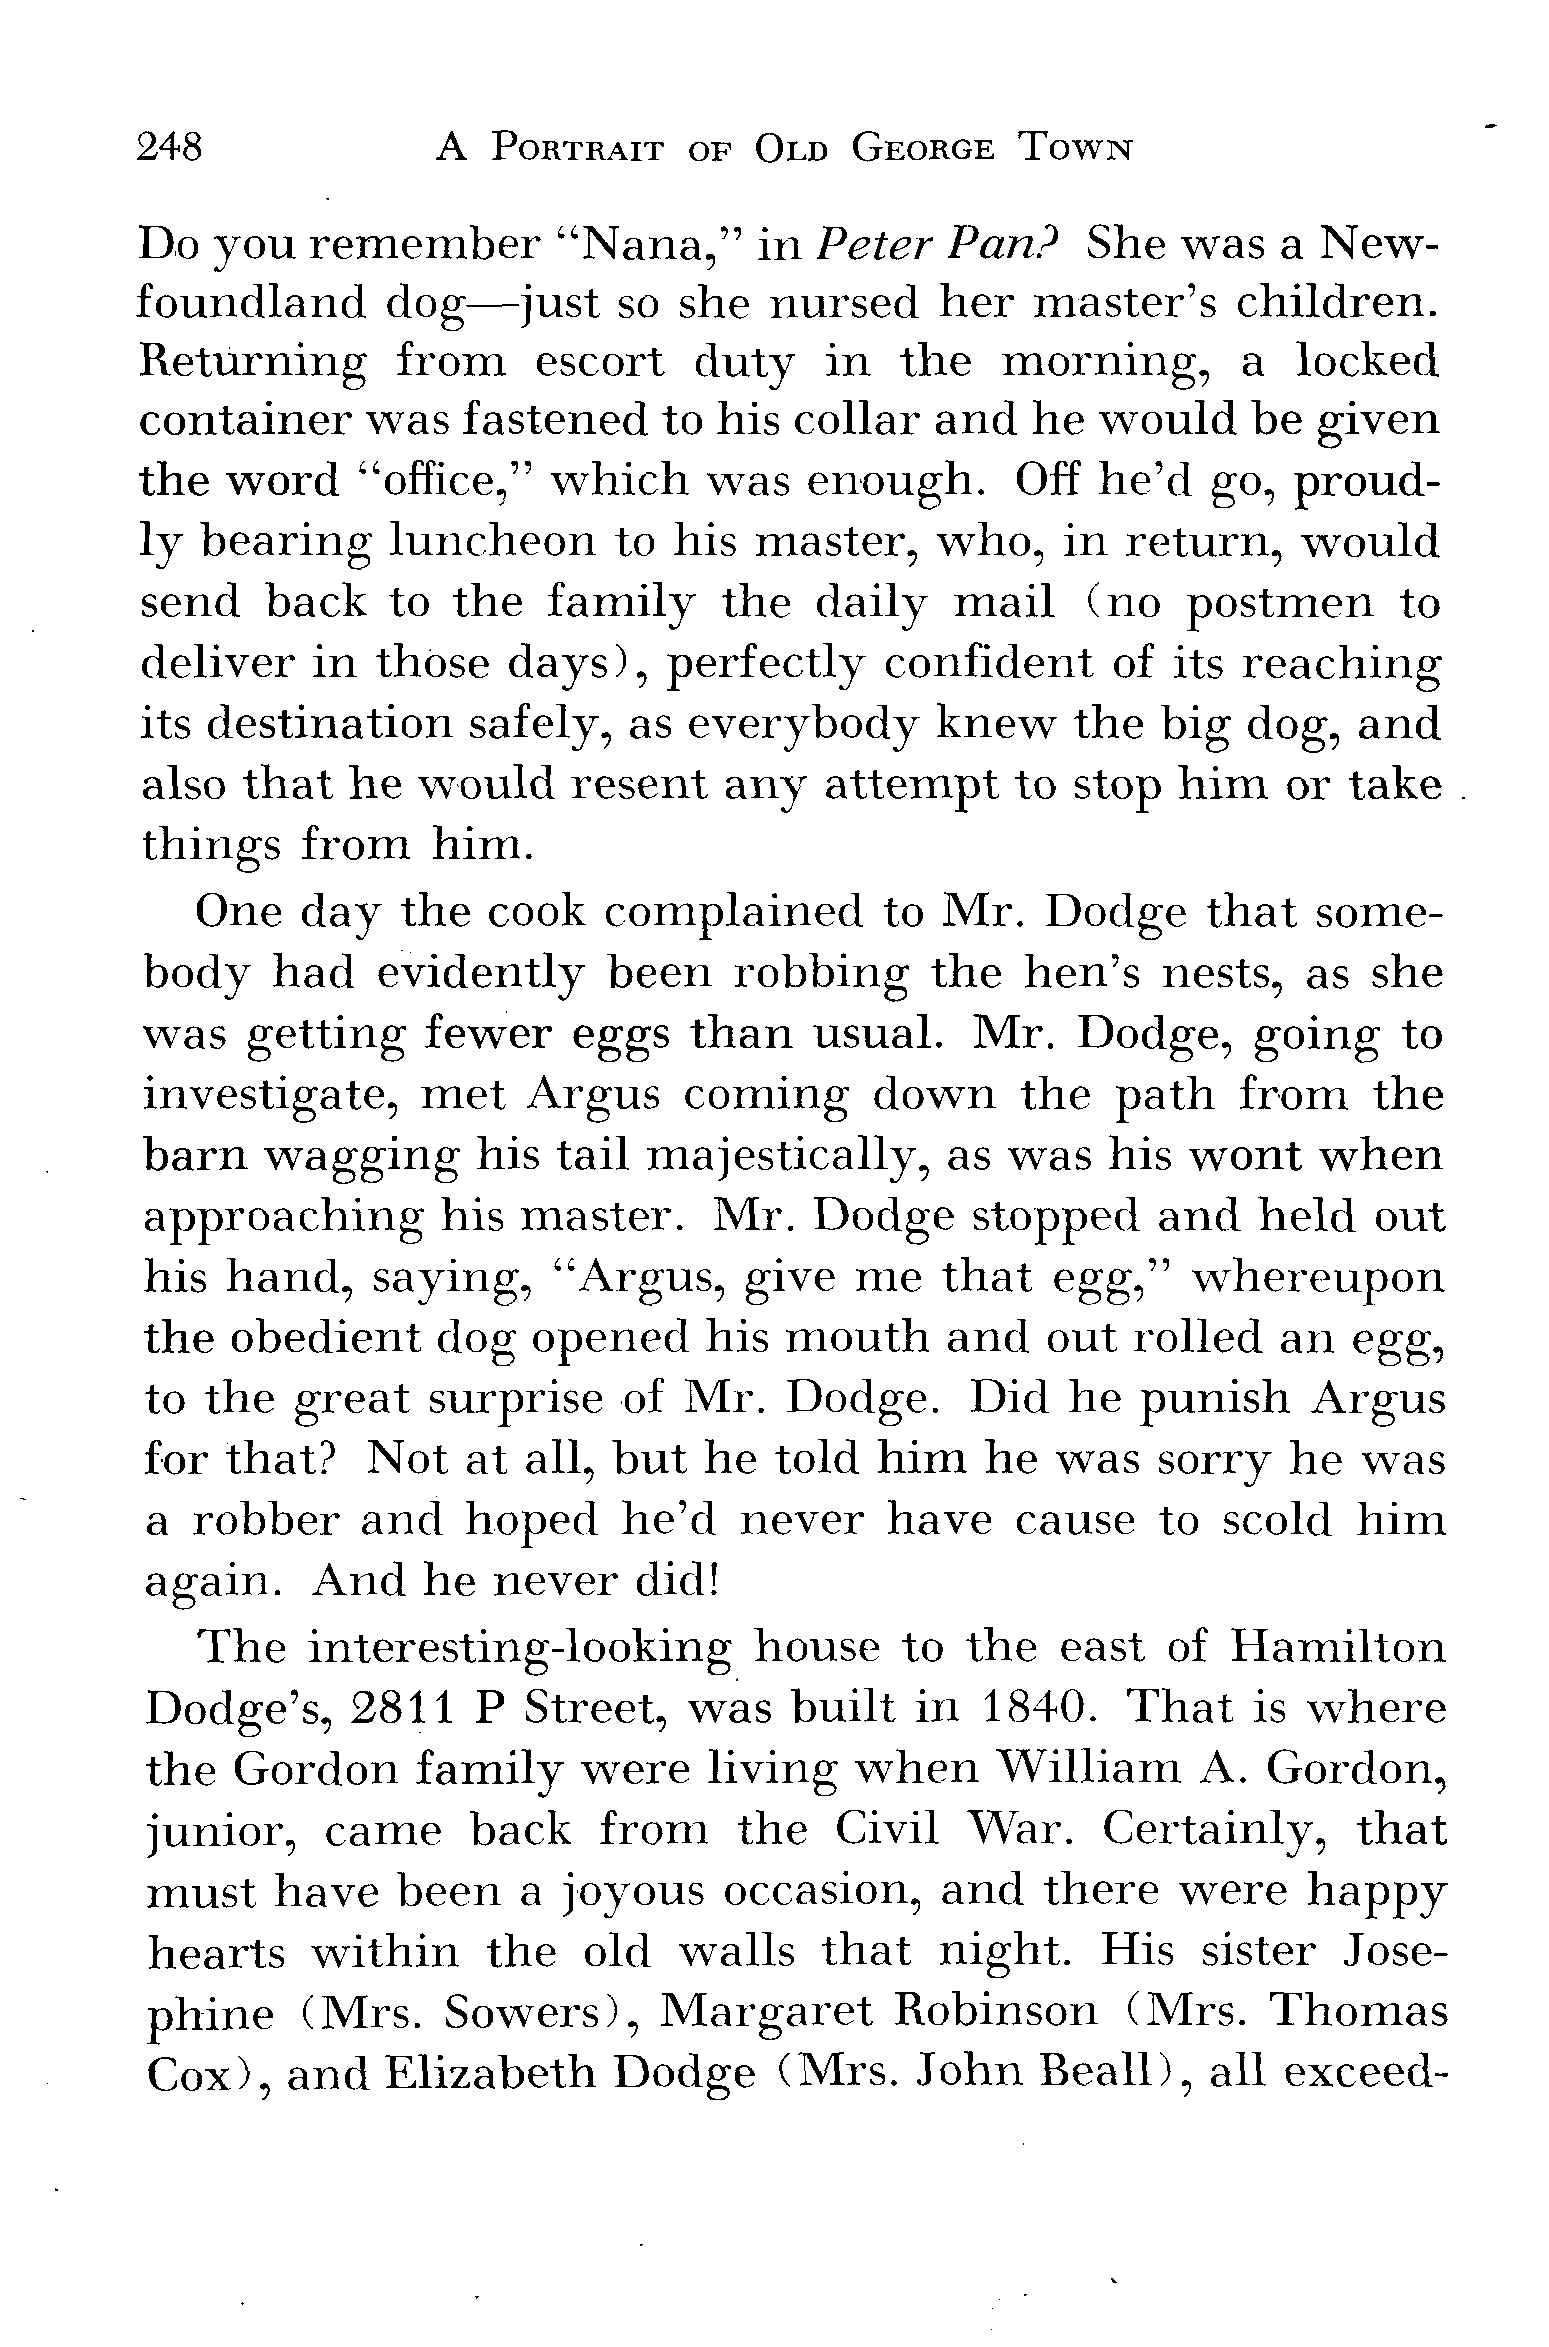 248 A Portrait of Old George Town
Do you remember “Nana,” in Peter Pan? She was a New-
foundland dog—just so she nursed her master’s children.
Returning from escort duty in the morning, a locked
container was fastened to his collar and he would be given
the word “office,” which was enough. Off he’d go, proud-
ly bearing luncheon to his master, who, in return, would
send back to the family the daily mail (no postmen to
deliver in those days), perfectly confident of its reaching
its destination safely, as everybody knew the big dog, and
also that he would resent any attempt to stop him or take
things from him.
One day the cook complained to Mr. Dodge that some-
body had evidently been robbing the hen’s nests, as she
was getting fewer eggs than usual. Mr. Dodge, going to
investigate, met Argus coming down the path from the
barn wagging his tail majestically, as was his wont when
approaching his master. Mr. Dodge stopped and held out
his hand, saying, “Argus, give me that egg,” whereupon
the obedient dog opened his mouth and out rolled an egg,
to the great surprise of Mr. Dodge. Did he punish Argus
for that? Not at all, but he told him he was sorry he was
a robber and hoped he’d never have cause to scold him
again. And he never did!
The interesting-looking house to the east of Hamilton
Dodge’s, 2811 P Street, was built in 1840. That is where
the Gordon family were living when William A. Gordon,
junior, came back from the Civil War. Certainly, that
must have been a joyous occasion, and there were happy
hearts within the old walls that night. His sister Jose-
phine (Mrs. Sowers), Margaret Robinson (Mrs. Thomas
Cox), and Elizabeth Dodge (Mrs. John Beall), all exceed-